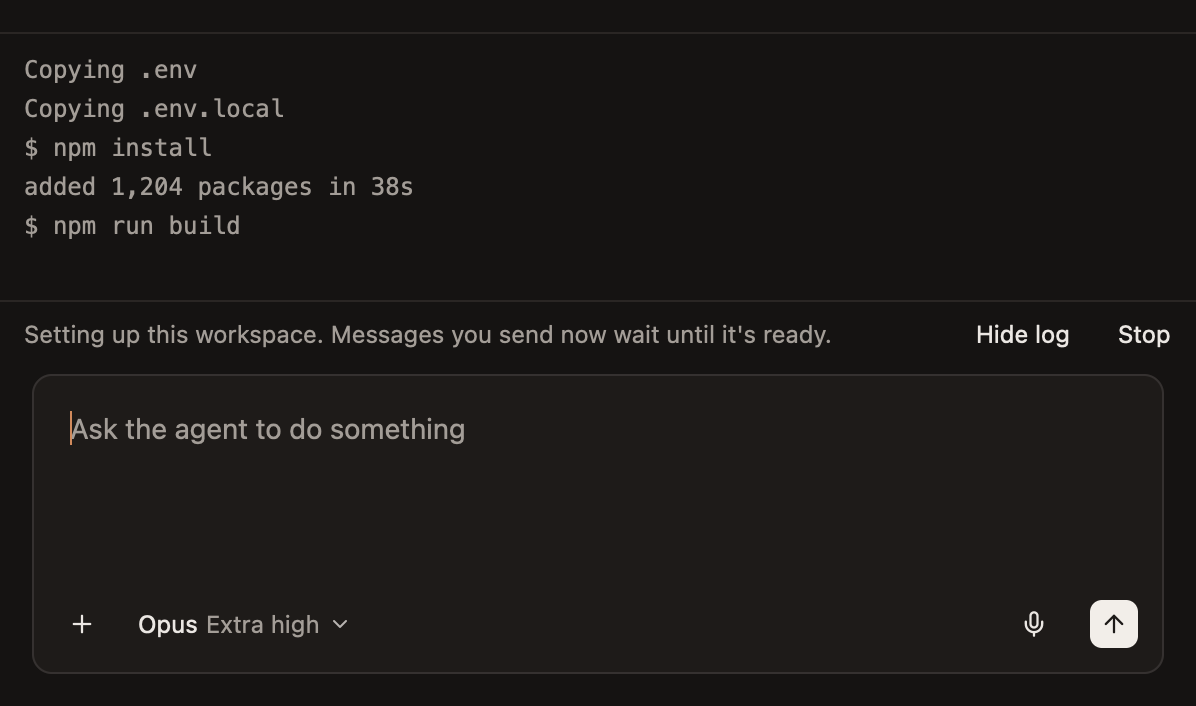 Copying .env
Copying .env.local
$ npm install
added 1,204 packages in 38s
$ npm run build
Setting up this workspace. Messages you send now wait until it's ready. Hide log Stop
Ask the agent to do something
Opus Extra high